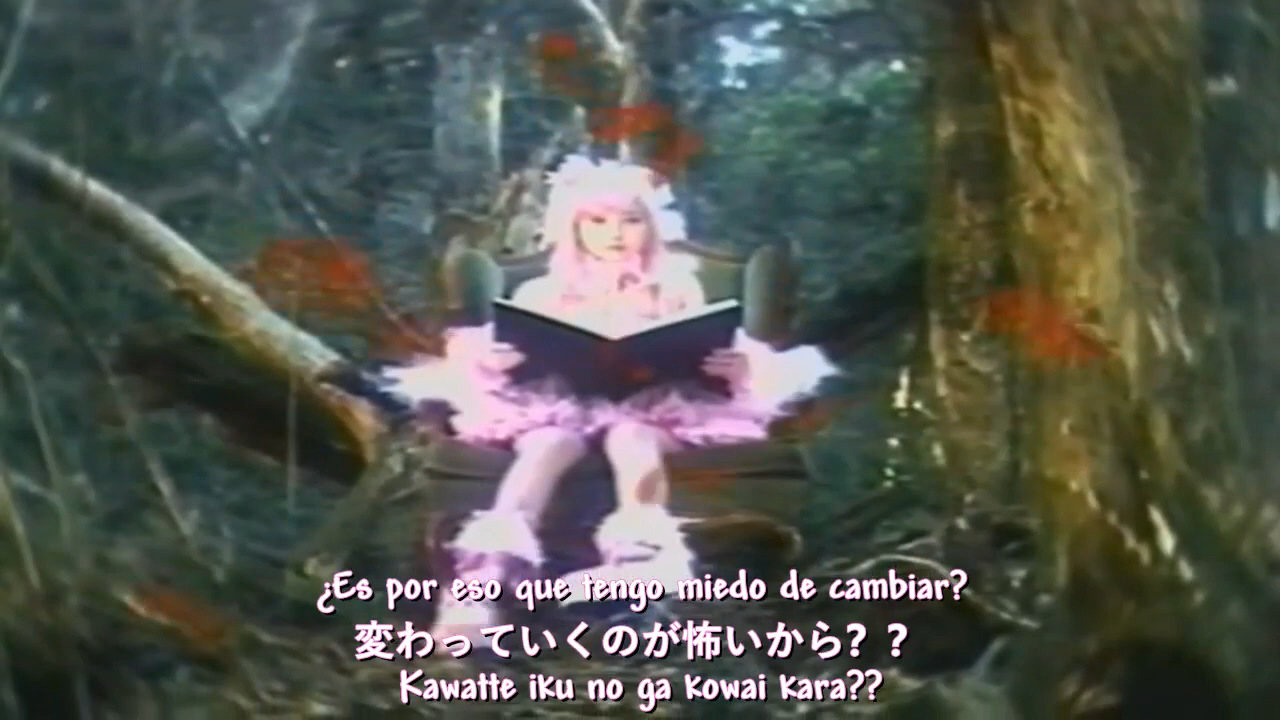 ¿Es por eso que tengo miedo de cambiar?
変わっていくのが怖いから？？
Kawatte iku no ga kowai kara??